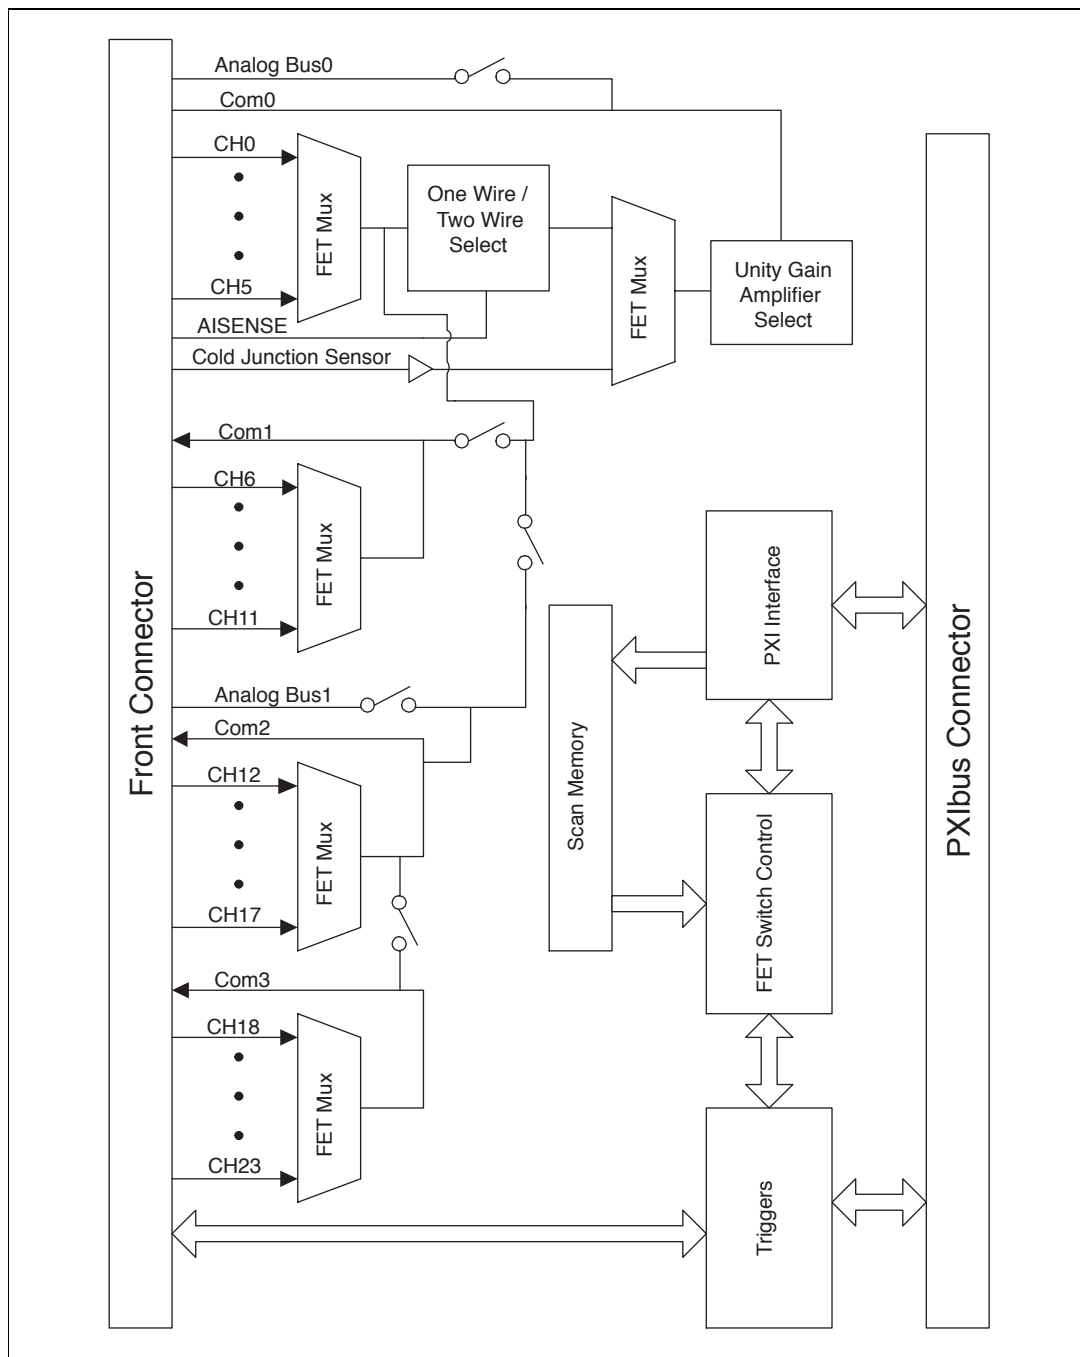 Front Connector
Analog Bus0
Com0
CH0
CH5
FET Mux
AISENSE
Cold Junction Sensor
One Wire /
Two Wire
Select
FET Mux
Unity Gain
Amplifier
Select
Com1
CH6
CH11
FET Mux
Analog Bus1
Com2
CH12
CH17
FET Mux
Com3
CH18
CH23
FET Mux
Scan Memory
PXI Interface
FET Switch Control
Triggers
PXIbus Connector